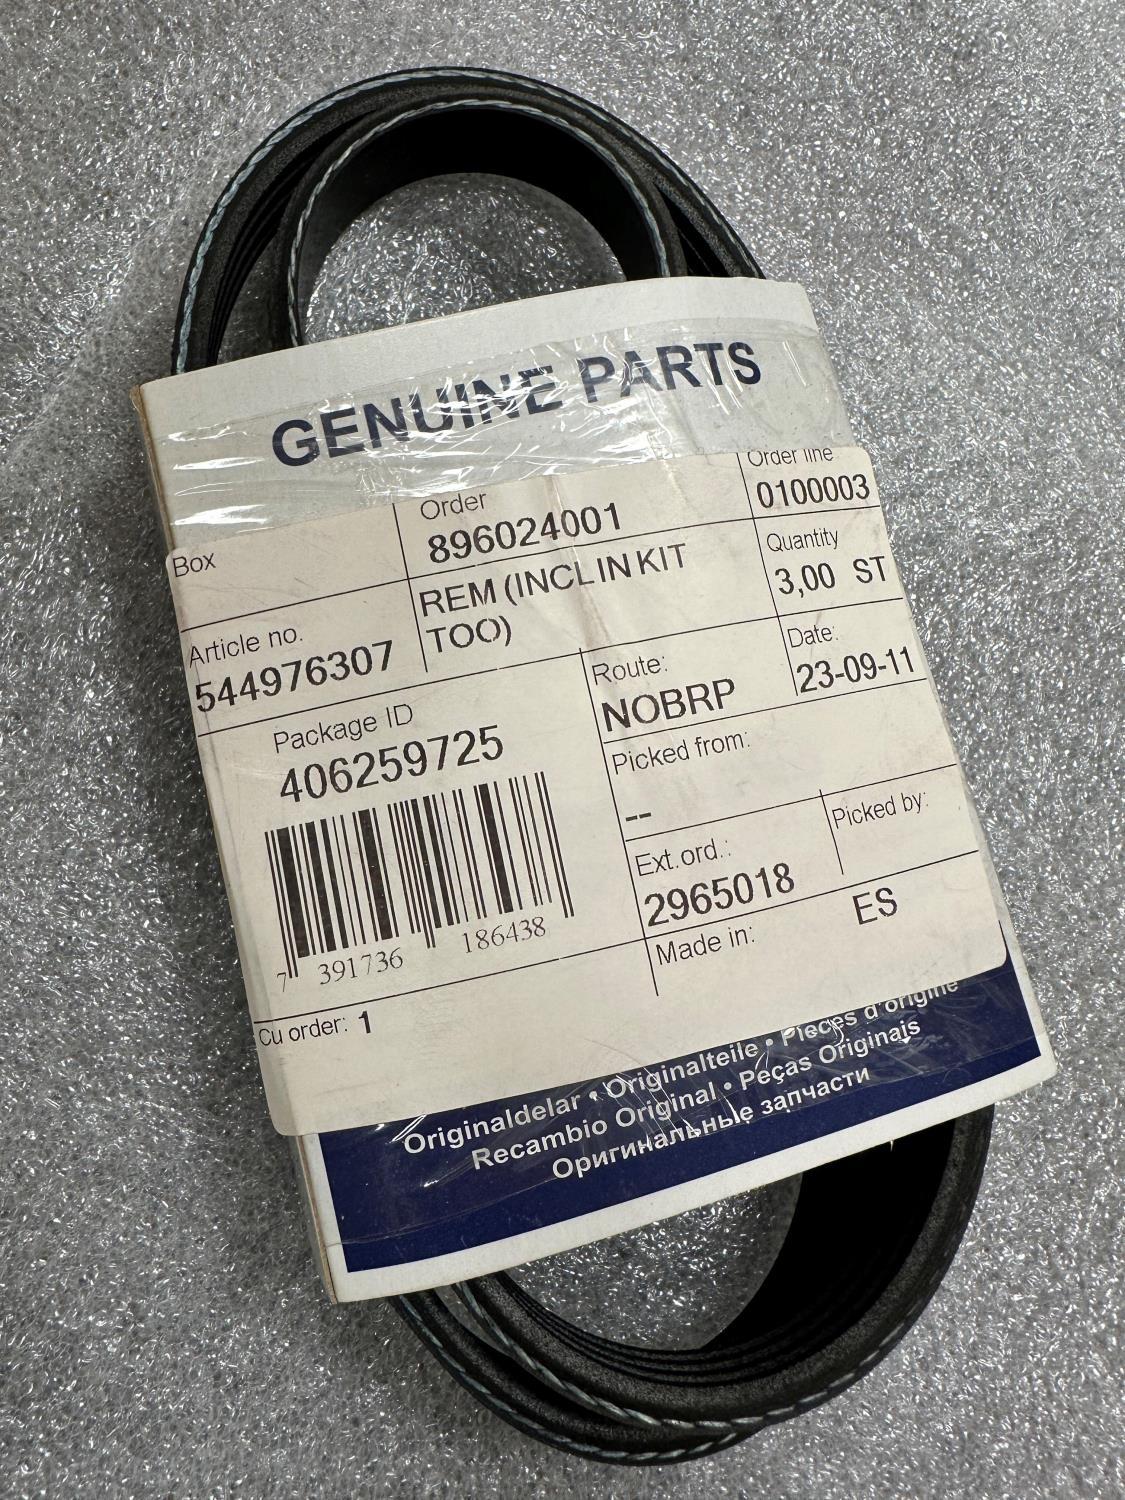 GENUINE PARTS
Order line
0100003
Order
896024001
Box
Quantity
3,00 ST
REM (INCL IN KIT
TOO)
Article no.
544976307
Date:
23-09-11
Route:
NOBRP
Package ID
406259725
Picked from:
--
Picked by:
Ext.ord.:
2965018
7 391736 186438
Made in:
ES
Cu order: 1
Originaldelar • Originalteile • Pièces d'origine
Recambio Original • Peças Originais
Оригинальные запчасти